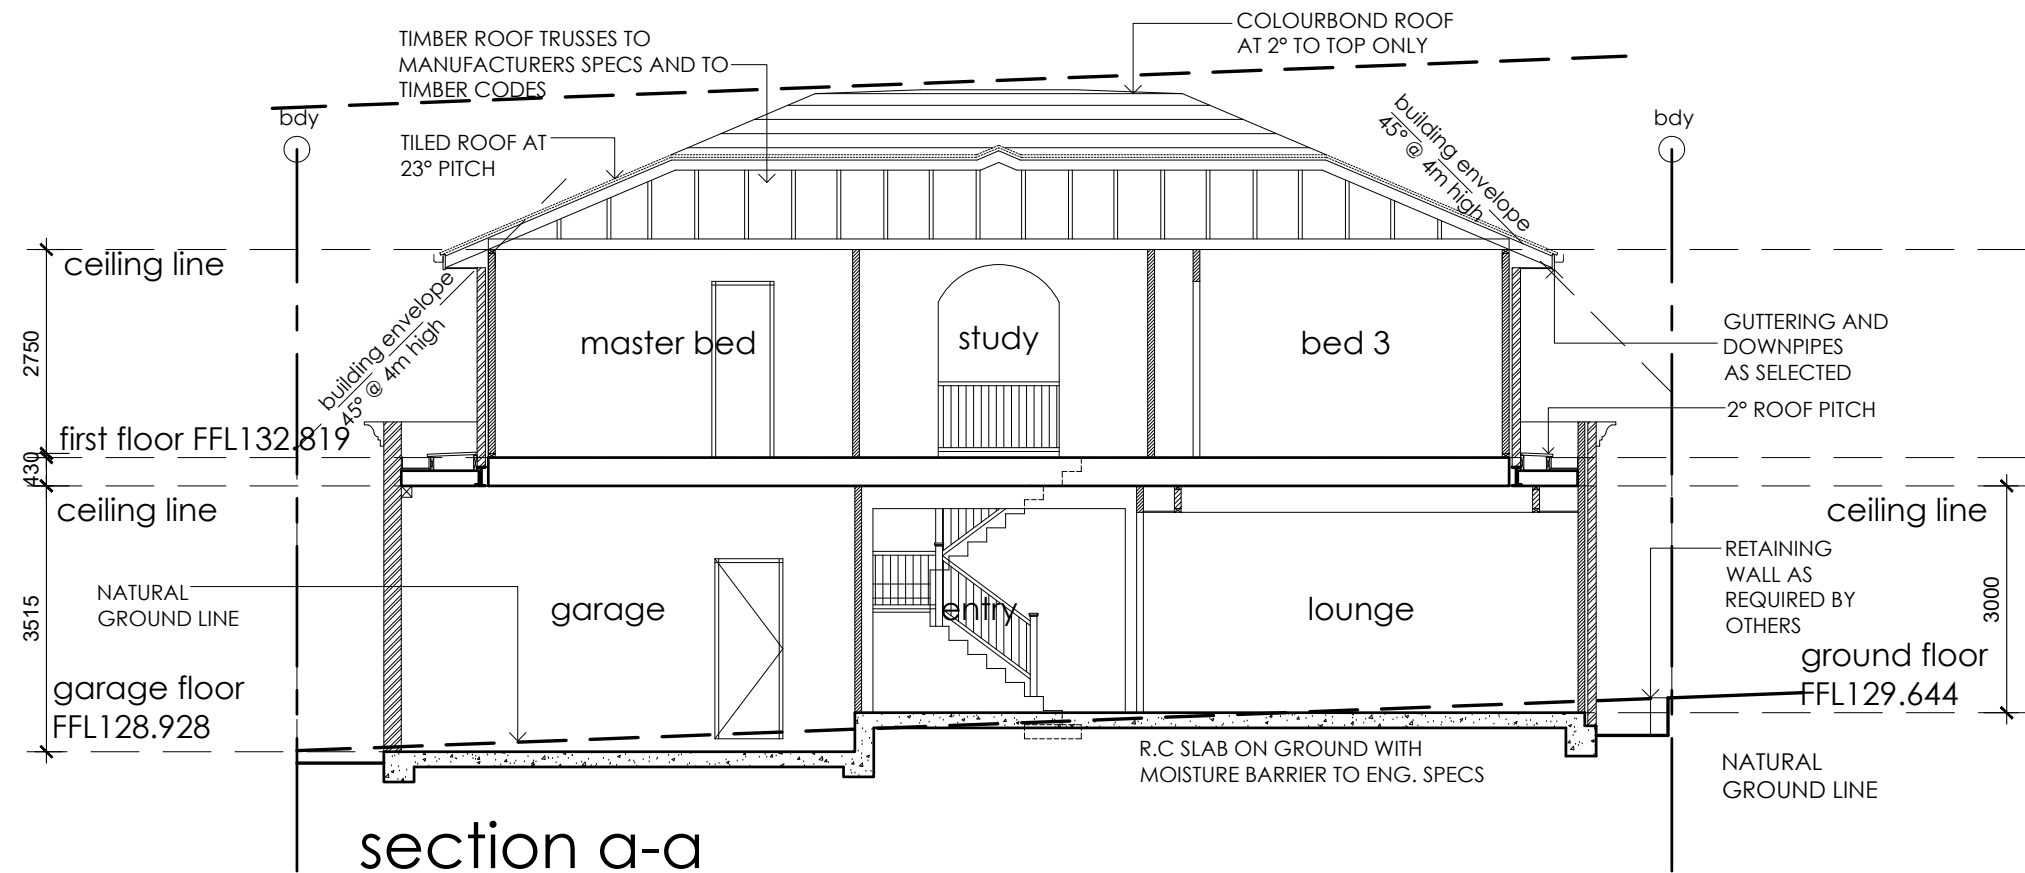 TIMBER ROOF TRUSSES TO
MANUFACTURERS SPECS AND TO
TIMBER CODES
COLOURBOND ROOF
AT 2° TO TOP ONLY
bdy
bdy
TILED ROOF AT
23° PITCH
building envelope
45° @ 4m high
ceiling line
building envelope
45° @ 4m high
2750
master bed
study
bed 3
GUTTERING AND
DOWNPIPES
AS SELECTED
2° ROOF PITCH
first floor FFL132.819
430
ceiling line
ceiling line
3515
NATURAL
GROUND LINE
garage
entry
lounge
RETAINING
WALL AS
REQUIRED BY
OTHERS
3000
garage floor
FFL128.928
ground floor
FFL129.644
R.C SLAB ON GROUND WITH
MOISTURE BARRIER TO ENG. SPECS
NATURAL
GROUND LINE
section a-a